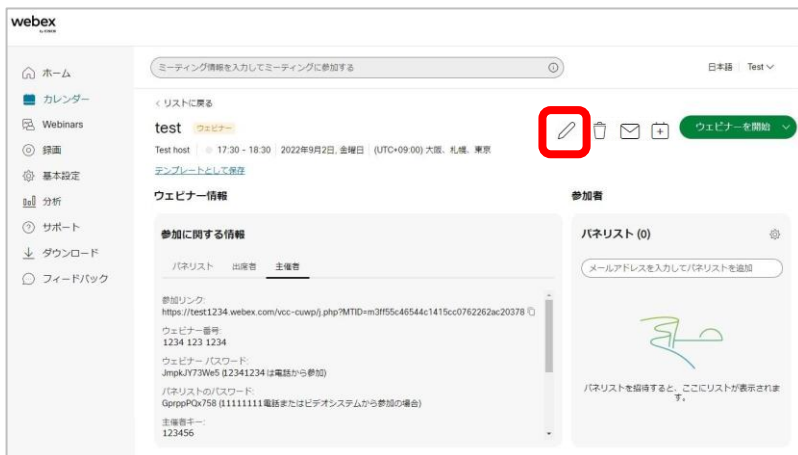 webex
by CISCO
ミーティング情報を入力してミーティングに参加する
日本語
Test
ホーム
カレンダー
Webinars
録画
基本設定
分析
サポート
ダウンロード
フィードバック
リストに戻る
test ウェビナー
ウェビナーを開始
Test host 17:30 - 18:30 2022年9月2日, 金曜日 (UTC+09:00) 大阪、札幌、東京
テンプレートとして保存
ウェビナー情報
参加に関する情報
パネリスト 出席者 主催者
参加リンク:
https://test1234.webex.com/vcc-cuwp/j.php?MTID=m3ff55c46544c1415cc0762262ac20378
ウェビナー番号:
1234 123 1234
ウェビナー パスワード:
JmpkJY73We5 (12341234 は電話から参加)
パネリストのパスワード:
GprppPQx758 (11111111電話またはビデオシステムから参加の場合)
主催者キー:
123456
参加者
パネリスト (0)
メールアドレスを入力してパネリストを追加
パネリストを招待すると、ここにリストが表示されま
す。